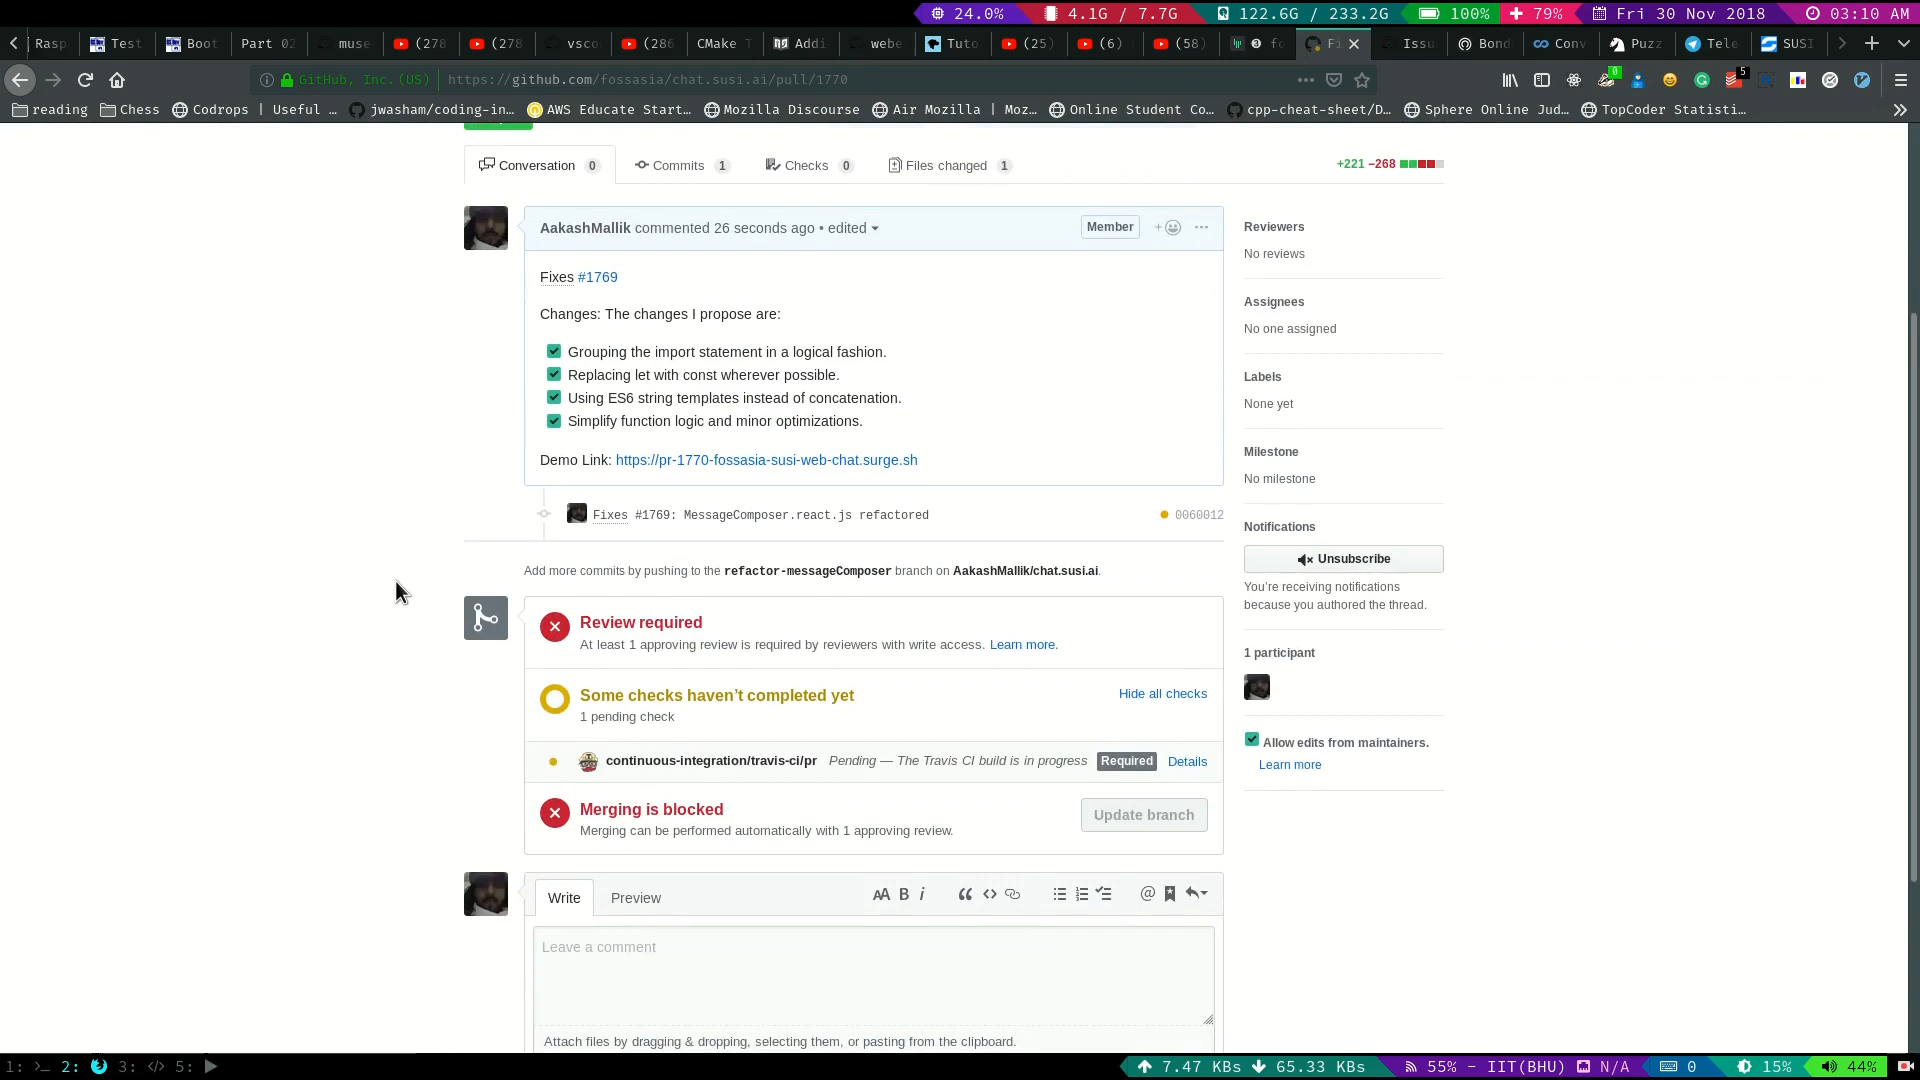 24.0% 4.1G / 7.7G 122.6G / 233.2G 100% 79% Fri 30 Nov 2018 03:10 AM
Rasp Test Boot Part 02 muse (278 (278 vsco (286 CMake T Addi webe Tuto (25) (6) (58) fo Fi Issu Bond Conv Puzz Tele SUSI
GitHub, Inc. (US) https://github.com/fossasia/chat.susi.ai/pull/1770 0 5
reading Chess Codrops | Useful … jwasham/coding-in… AWS Educate Start… Mozilla Discourse Air Mozilla | Moz… Online Student Co… cpp-cheat-sheet/D… Sphere Online Jud… TopCoder Statisti…
Conversation 0 Commits 1 Checks 0 Files changed 1 +221 −268
AakashMallik commented 26 seconds ago • edited Member
Fixes #1769
Changes: The changes I propose are:
Grouping the import statement in a logical fashion.
Replacing let with const wherever possible.
Using ES6 string templates instead of concatenation.
Simplify function logic and minor optimizations.
Demo Link: https://pr-1770-fossasia-susi-web-chat.surge.sh
Fixes #1769: MessageComposer.react.js refactored 0060012
Add more commits by pushing to the refactor-messageComposer branch on AakashMallik/chat.susi.ai.
Review required
At least 1 approving review is required by reviewers with write access. Learn more.
Some checks haven’t completed yet Hide all checks
1 pending check
continuous-integration/travis-ci/pr Pending — The Travis CI build is in progress Required Details
Merging is blocked
Merging can be performed automatically with 1 approving review.
Update branch
Write Preview AA B i
Leave a comment
Attach files by dragging & dropping, selecting them, or pasting from the clipboard.
Reviewers
No reviews
Assignees
No one assigned
Labels
None yet
Milestone
No milestone
Notifications
Unsubscribe
You’re receiving notifications
because you authored the thread.
1 participant
Allow edits from maintainers.
Learn more
1: 2: 3: 5: 7.47 KBs 65.33 KBs 55% - IIT(BHU) N/A 0 15% 44%